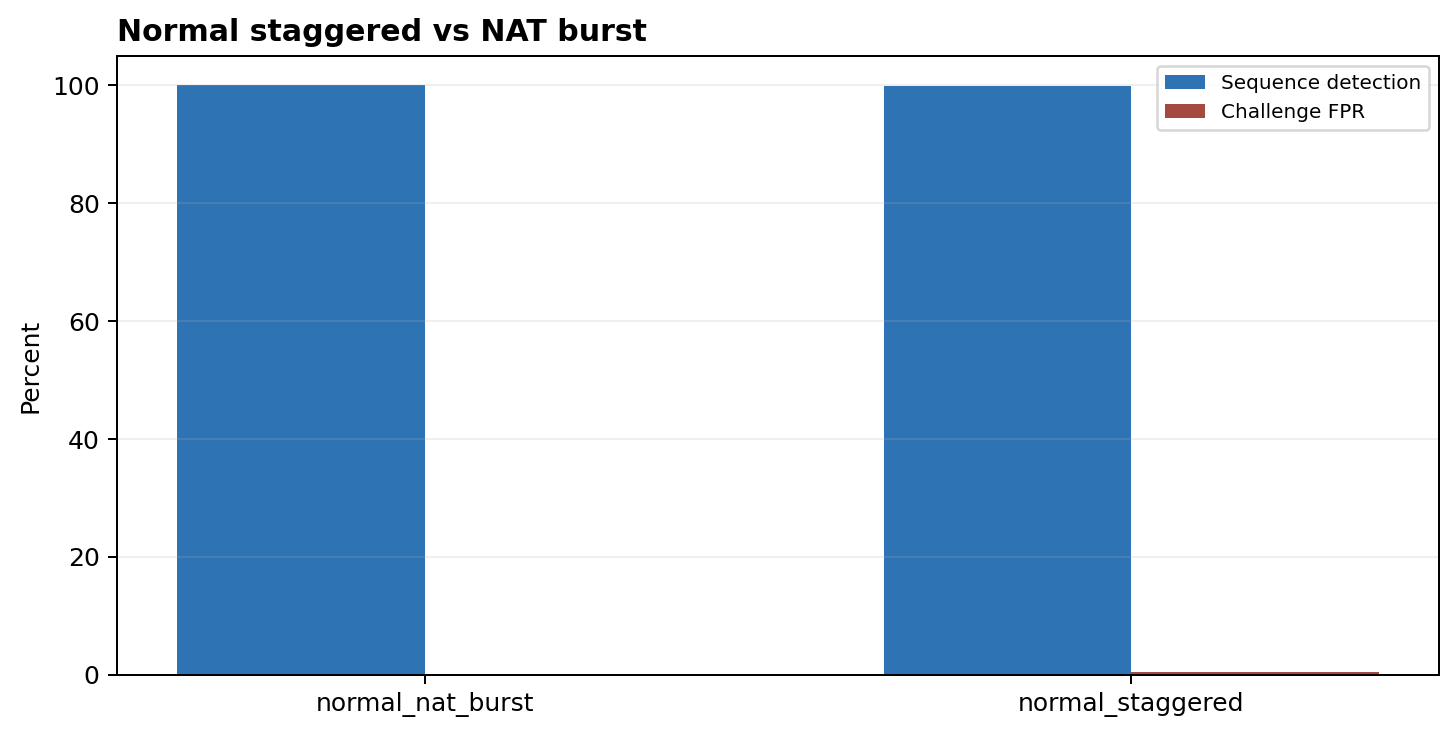 Normal staggered vs NAT burst
Sequence detection
Challenge FPR
Percent
100
80
60
40
20
0
normal_nat_burst
normal_staggered